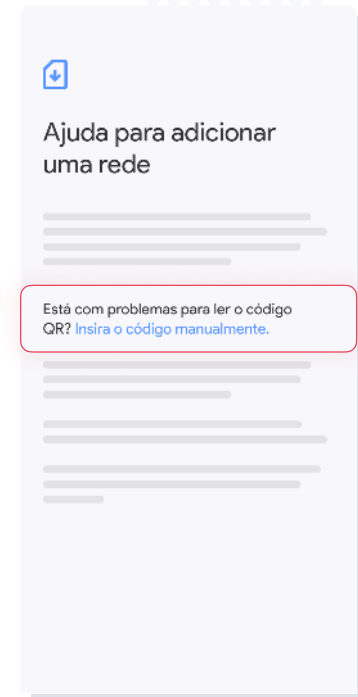 Ajuda para adicionar
uma rede
Está com problemas para ler o código
QR? Insira o código manualmente.